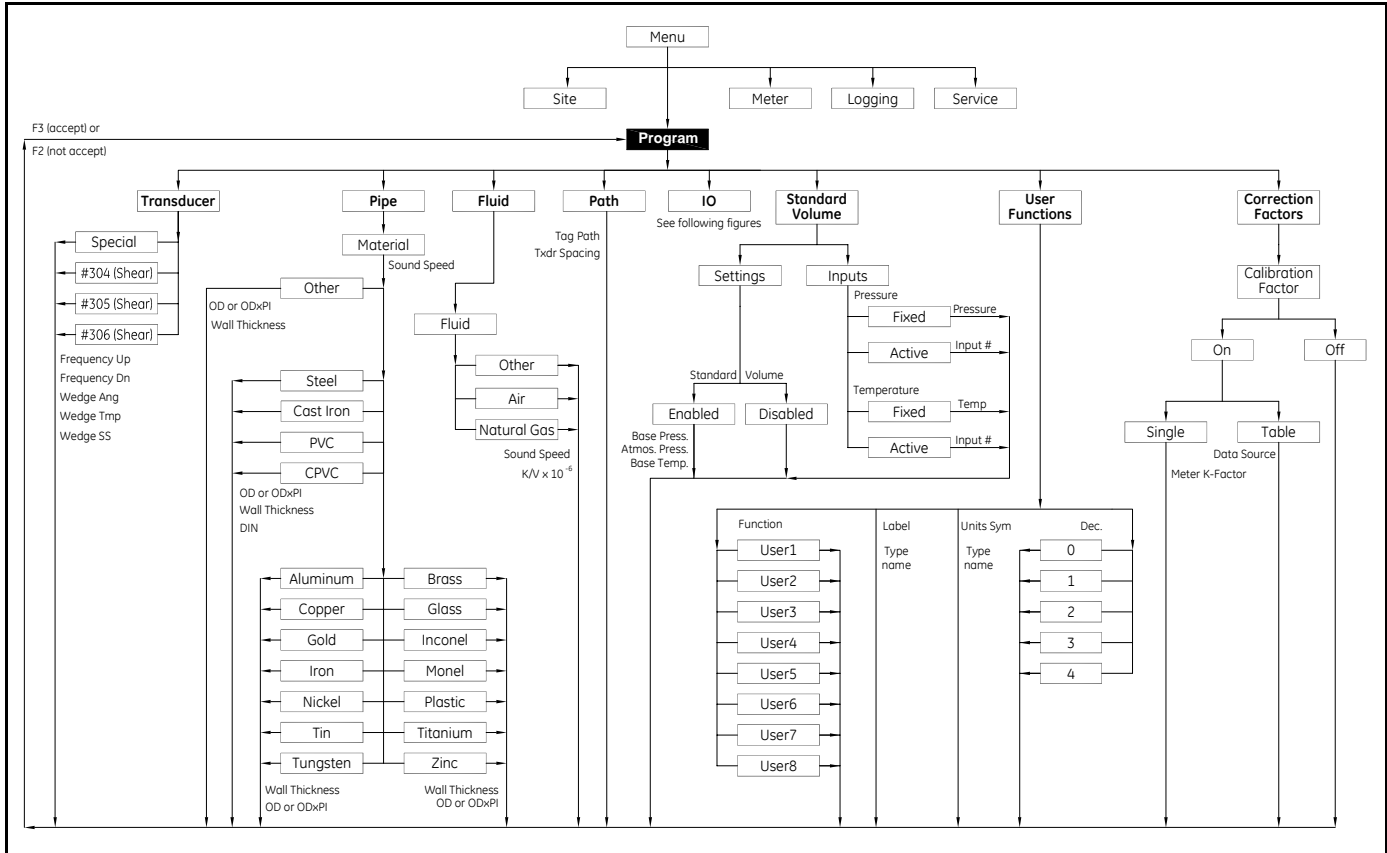 Menu
Site
Meter
Logging
Service
F3 (accept) or
F2 (not accept)
Program
Transducer
Pipe
Fluid
Path
IO
Standard
Volume
User
Functions
Correction
Factors
See following figures
Special
#304 (Shear)
#305 (Shear)
#306 (Shear)
Frequency Up
Frequency Dn
Wedge Ang
Wedge Tmp
Wedge SS
Material
Sound Speed
Other
OD or ODxPI
Wall Thickness
Steel
Cast Iron
PVC
CPVC
OD or ODxPI
Wall Thickness
DIN
Aluminum
Brass
Copper
Glass
Gold
Inconel
Iron
Monel
Nickel
Plastic
Tin
Titanium
Tungsten
Zinc
Wall Thickness
OD or ODxPI
Wall Thickness
OD or ODxPI
Fluid
Other
Air
Natural Gas
Sound Speed
K/V x 10 -6
Tag Path
Txdr Spacing
Settings
Inputs
Standard Volume
Enabled
Disabled
Base Press.
Atmos. Press.
Base Temp.
Pressure
Fixed
Pressure
Active
Input #
Temperature
Fixed
Temp
Active
Input #
Function
User1
User2
User3
User4
User5
User6
User7
User8
Label
Type
name
Units Sym
Type
name
Dec.
0
1
2
3
4
Calibration
Factor
On
Off
Single
Table
Data Source
Meter K-Factor